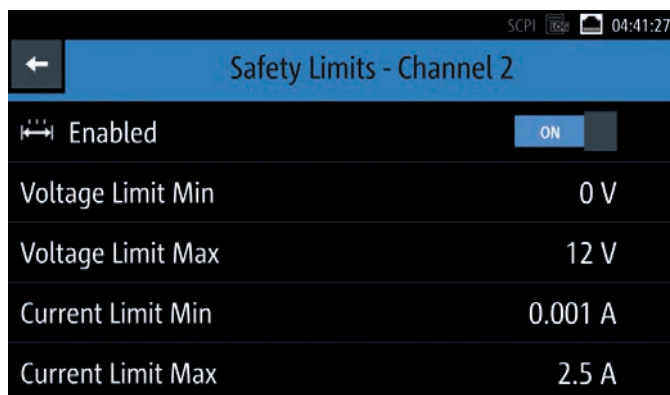 SCPI 04:41:27
Safety Limits - Channel 2
Enabled ON
Voltage Limit Min 0 V
Voltage Limit Max 12 V
Current Limit Min 0.001 A
Current Limit Max 2.5 A